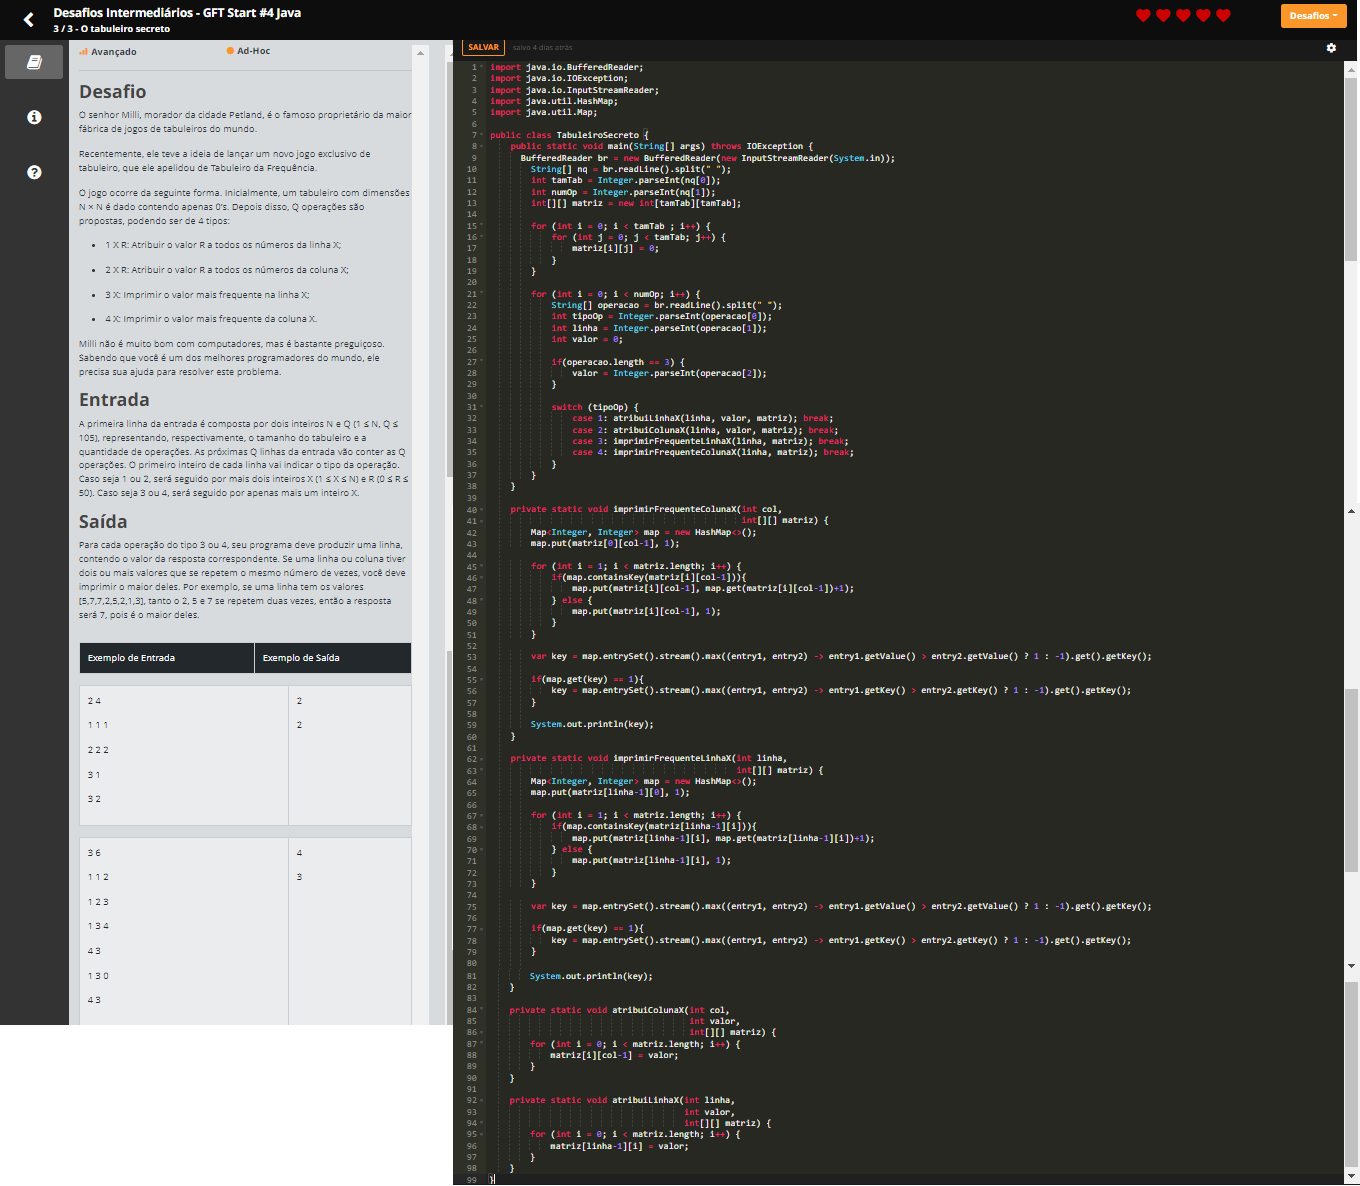 Desafios Intermediários - GFT Start #4 Java
3 / 3 - O tabuleiro secreto
Desafios
Avançado
Ad-Hoc
Desafio
O senhor Milli, morador da cidade Petland, é o famoso proprietário da maior
fábrica de jogos de tabuleiros do mundo.
Recentemente, ele teve a ideia de lançar um novo jogo exclusivo de
tabuleiro, que ele apelidou de Tabuleiro da Frequência.
O jogo ocorre da seguinte forma. Inicialmente, um tabuleiro com dimensões
N × N é dado contendo apenas 0's. Depois disso, Q operações são
propostas, podendo ser de 4 tipos:
• 1 X R: Atribuir o valor R a todos os números da linha X;
• 2 X R: Atribuir o valor R a todos os números da coluna X;
• 3 X: Imprimir o valor mais frequente na linha X;
• 4 X: Imprimir o valor mais frequente da coluna X.
Milli não é muito bom com computadores, mas é bastante preguiçoso.
Sabendo que você é um dos melhores programadores do mundo, ele
precisa sua ajuda para resolver este problema.
Entrada
A primeira linha da entrada é composta por dois inteiros N e Q (1 ≤ N, Q ≤
105), representando, respectivamente, o tamanho do tabuleiro e a
quantidade de operações. As próximas Q linhas da entrada vão conter as Q
operações. O primeiro inteiro de cada linha vai indicar o tipo da operação.
Caso seja 1 ou 2, será seguido por mais dois inteiros X (1 ≤ X ≤ N) e R (0 ≤ R ≤
50). Caso seja 3 ou 4, será seguido por apenas mais um inteiro X.
Saída
Para cada operação do tipo 3 ou 4, seu programa deve produzir uma linha,
contendo o valor da resposta correspondente. Se uma linha ou coluna tiver
dois ou mais valores que se repetem o mesmo número de vezes, você deve
imprimir o maior deles. Por exemplo, se uma linha tem os valores
[5,7,7,2,5,2,1,3], tanto o 2, 5 e 7 se repetem duas vezes, então a resposta
será 7, pois é o maior deles.
Exemplo de Entrada Exemplo de Saída
2 4 2
1 1 1 2
2 2 2
3 1
3 2
3 6 4
1 1 2 3
1 2 3
1 3 4
4 3
1 3 0
4 3
SALVAR salvo 4 dias atrás
1 import java.io.BufferedReader;
2 import java.io.IOException;
3 import java.io.InputStreamReader;
4 import java.util.HashMap;
5 import java.util.Map;
6
7 public class TabuleiroSecreto {
8 public static void main(String[] args) throws IOException {
9 BufferedReader br = new BufferedReader(new InputStreamReader(System.in));
10 String[] nq = br.readLine().split(" ");
11 int tamTab = Integer.parseInt(nq[0]);
12 int numOp = Integer.parseInt(nq[1]);
13 int[][] matriz = new int[tamTab][tamTab];
14
15 for (int i = 0; i < tamTab ; i++) {
16 for (int j = 0; j < tamTab; j++) {
17 matriz[i][j] = 0;
18 }
19 }
20
21 for (int i = 0; i < numOp; i++) {
22 String[] operacao = br.readLine().split(" ");
23 int tipoOp = Integer.parseInt(operacao[0]);
24 int linha = Integer.parseInt(operacao[1]);
25 int valor = 0;
26
27 if(operacao.length == 3) {
28 valor = Integer.parseInt(operacao[2]);
29 }
30
31 switch (tipoOp) {
32 case 1: atribuiLinhaX(linha, valor, matriz); break;
33 case 2: atribuiColunaX(linha, valor, matriz); break;
34 case 3: imprimirFrequenteLinhaX(linha, matriz); break;
35 case 4: imprimirFrequenteColunaX(linha, matriz); break;
36 }
37 }
38 }
39
40 private static void imprimirFrequenteColunaX(int col,
41 int[][] matriz) {
42 Map<Integer, Integer> map = new HashMap<>();
43 map.put(matriz[0][col-1], 1);
44
45 for (int i = 1; i < matriz.length; i++) {
46 if(map.containsKey(matriz[i][col-1])){
47 map.put(matriz[i][col-1], map.get(matriz[i][col-1])+1);
48 } else {
49 map.put(matriz[i][col-1], 1);
50 }
51 }
52
53 var key = map.entrySet().stream().max((entry1, entry2) -> entry1.getValue() > entry2.getValue() ? 1 : -1).get().getKey();
54
55 if(map.get(key) == 1){
56 key = map.entrySet().stream().max((entry1, entry2) -> entry1.getKey() > entry2.getKey() ? 1 : -1).get().getKey();
57 }
58
59 System.out.println(key);
60 }
61
62 private static void imprimirFrequenteLinhaX(int linha,
63 int[][] matriz) {
64 Map<Integer, Integer> map = new HashMap<>();
65 map.put(matriz[linha-1][0], 1);
66
67 for (int i = 1; i < matriz.length; i++) {
68 if(map.containsKey(matriz[linha-1][i])){
69 map.put(matriz[linha-1][i], map.get(matriz[linha-1][i])+1);
70 } else {
71 map.put(matriz[linha-1][i], 1);
72 }
73 }
74
75 var key = map.entrySet().stream().max((entry1, entry2) -> entry1.getValue() > entry2.getValue() ? 1 : -1).get().getKey();
76
77 if(map.get(key) == 1){
78 key = map.entrySet().stream().max((entry1, entry2) -> entry1.getKey() > entry2.getKey() ? 1 : -1).get().getKey();
79 }
80
81 System.out.println(key);
82 }
83
84 private static void atribuiColunaX(int col,
85 int valor,
86 int[][] matriz) {
87 for (int i = 0; i < matriz.length; i++) {
88 matriz[i][col-1] = valor;
89 }
90 }
91
92 private static void atribuiLinhaX(int linha,
93 int valor,
94 int[][] matriz) {
95 for (int i = 0; i < matriz.length; i++) {
96 matriz[linha-1][i] = valor;
97 }
98 }
99 }